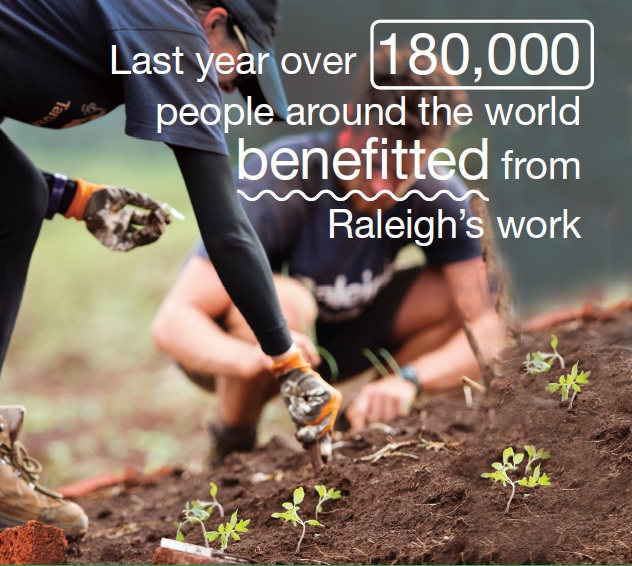 Last year over 180,000
people around the world
benefitted from
Raleigh's work